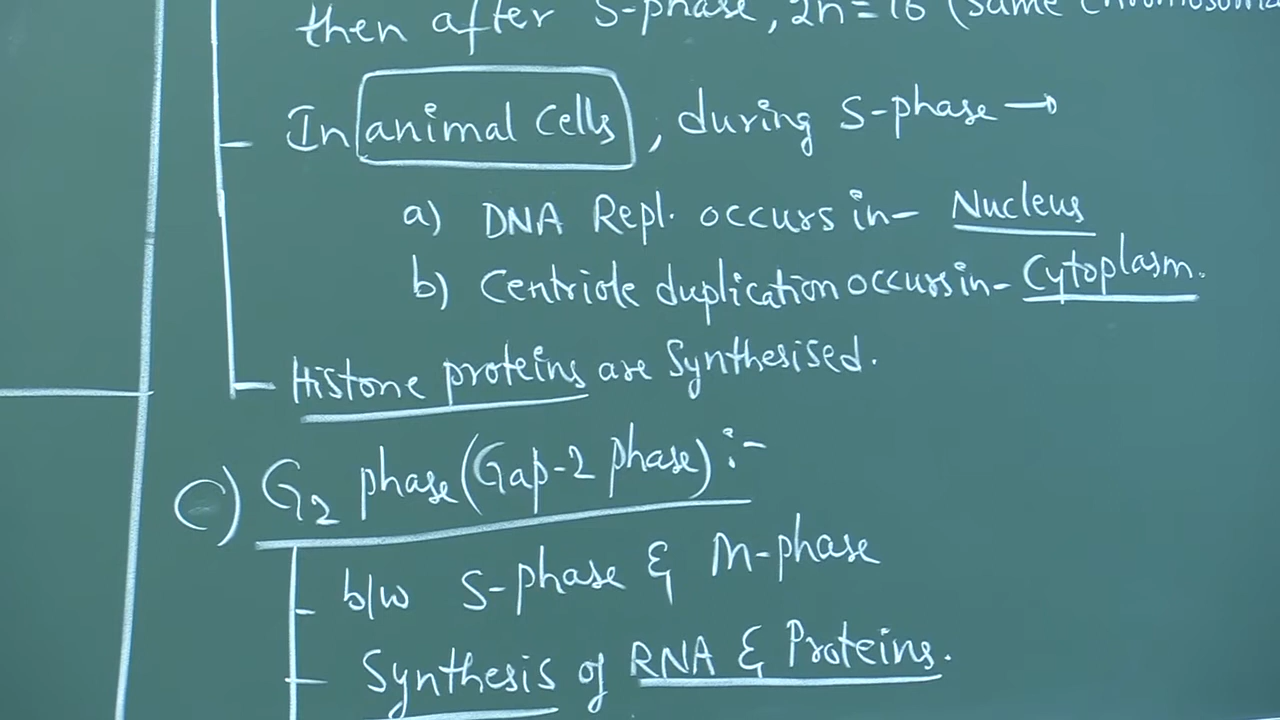 then after S-phase, 2n=16 (same chromosoma
In animal cells, during S-phase →
a) DNA Repl. occurs in- Nucleus
b) Centriole duplication occurs in- Cytoplasm.
Histone proteins are Synthesised.
C) G₂ phase (Gap-2 phase) :-
b/w S-phase & M-phase
Synthesis of RNA & Proteins.